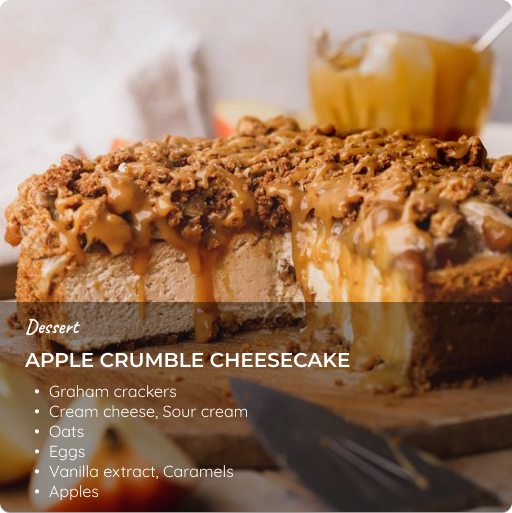 Dessert
APPLE CRUMBLE CHEESECAKE
• Graham crackers
• Cream cheese, Sour cream
• Oats
• Eggs
• Vanilla extract, Caramels
• Apples